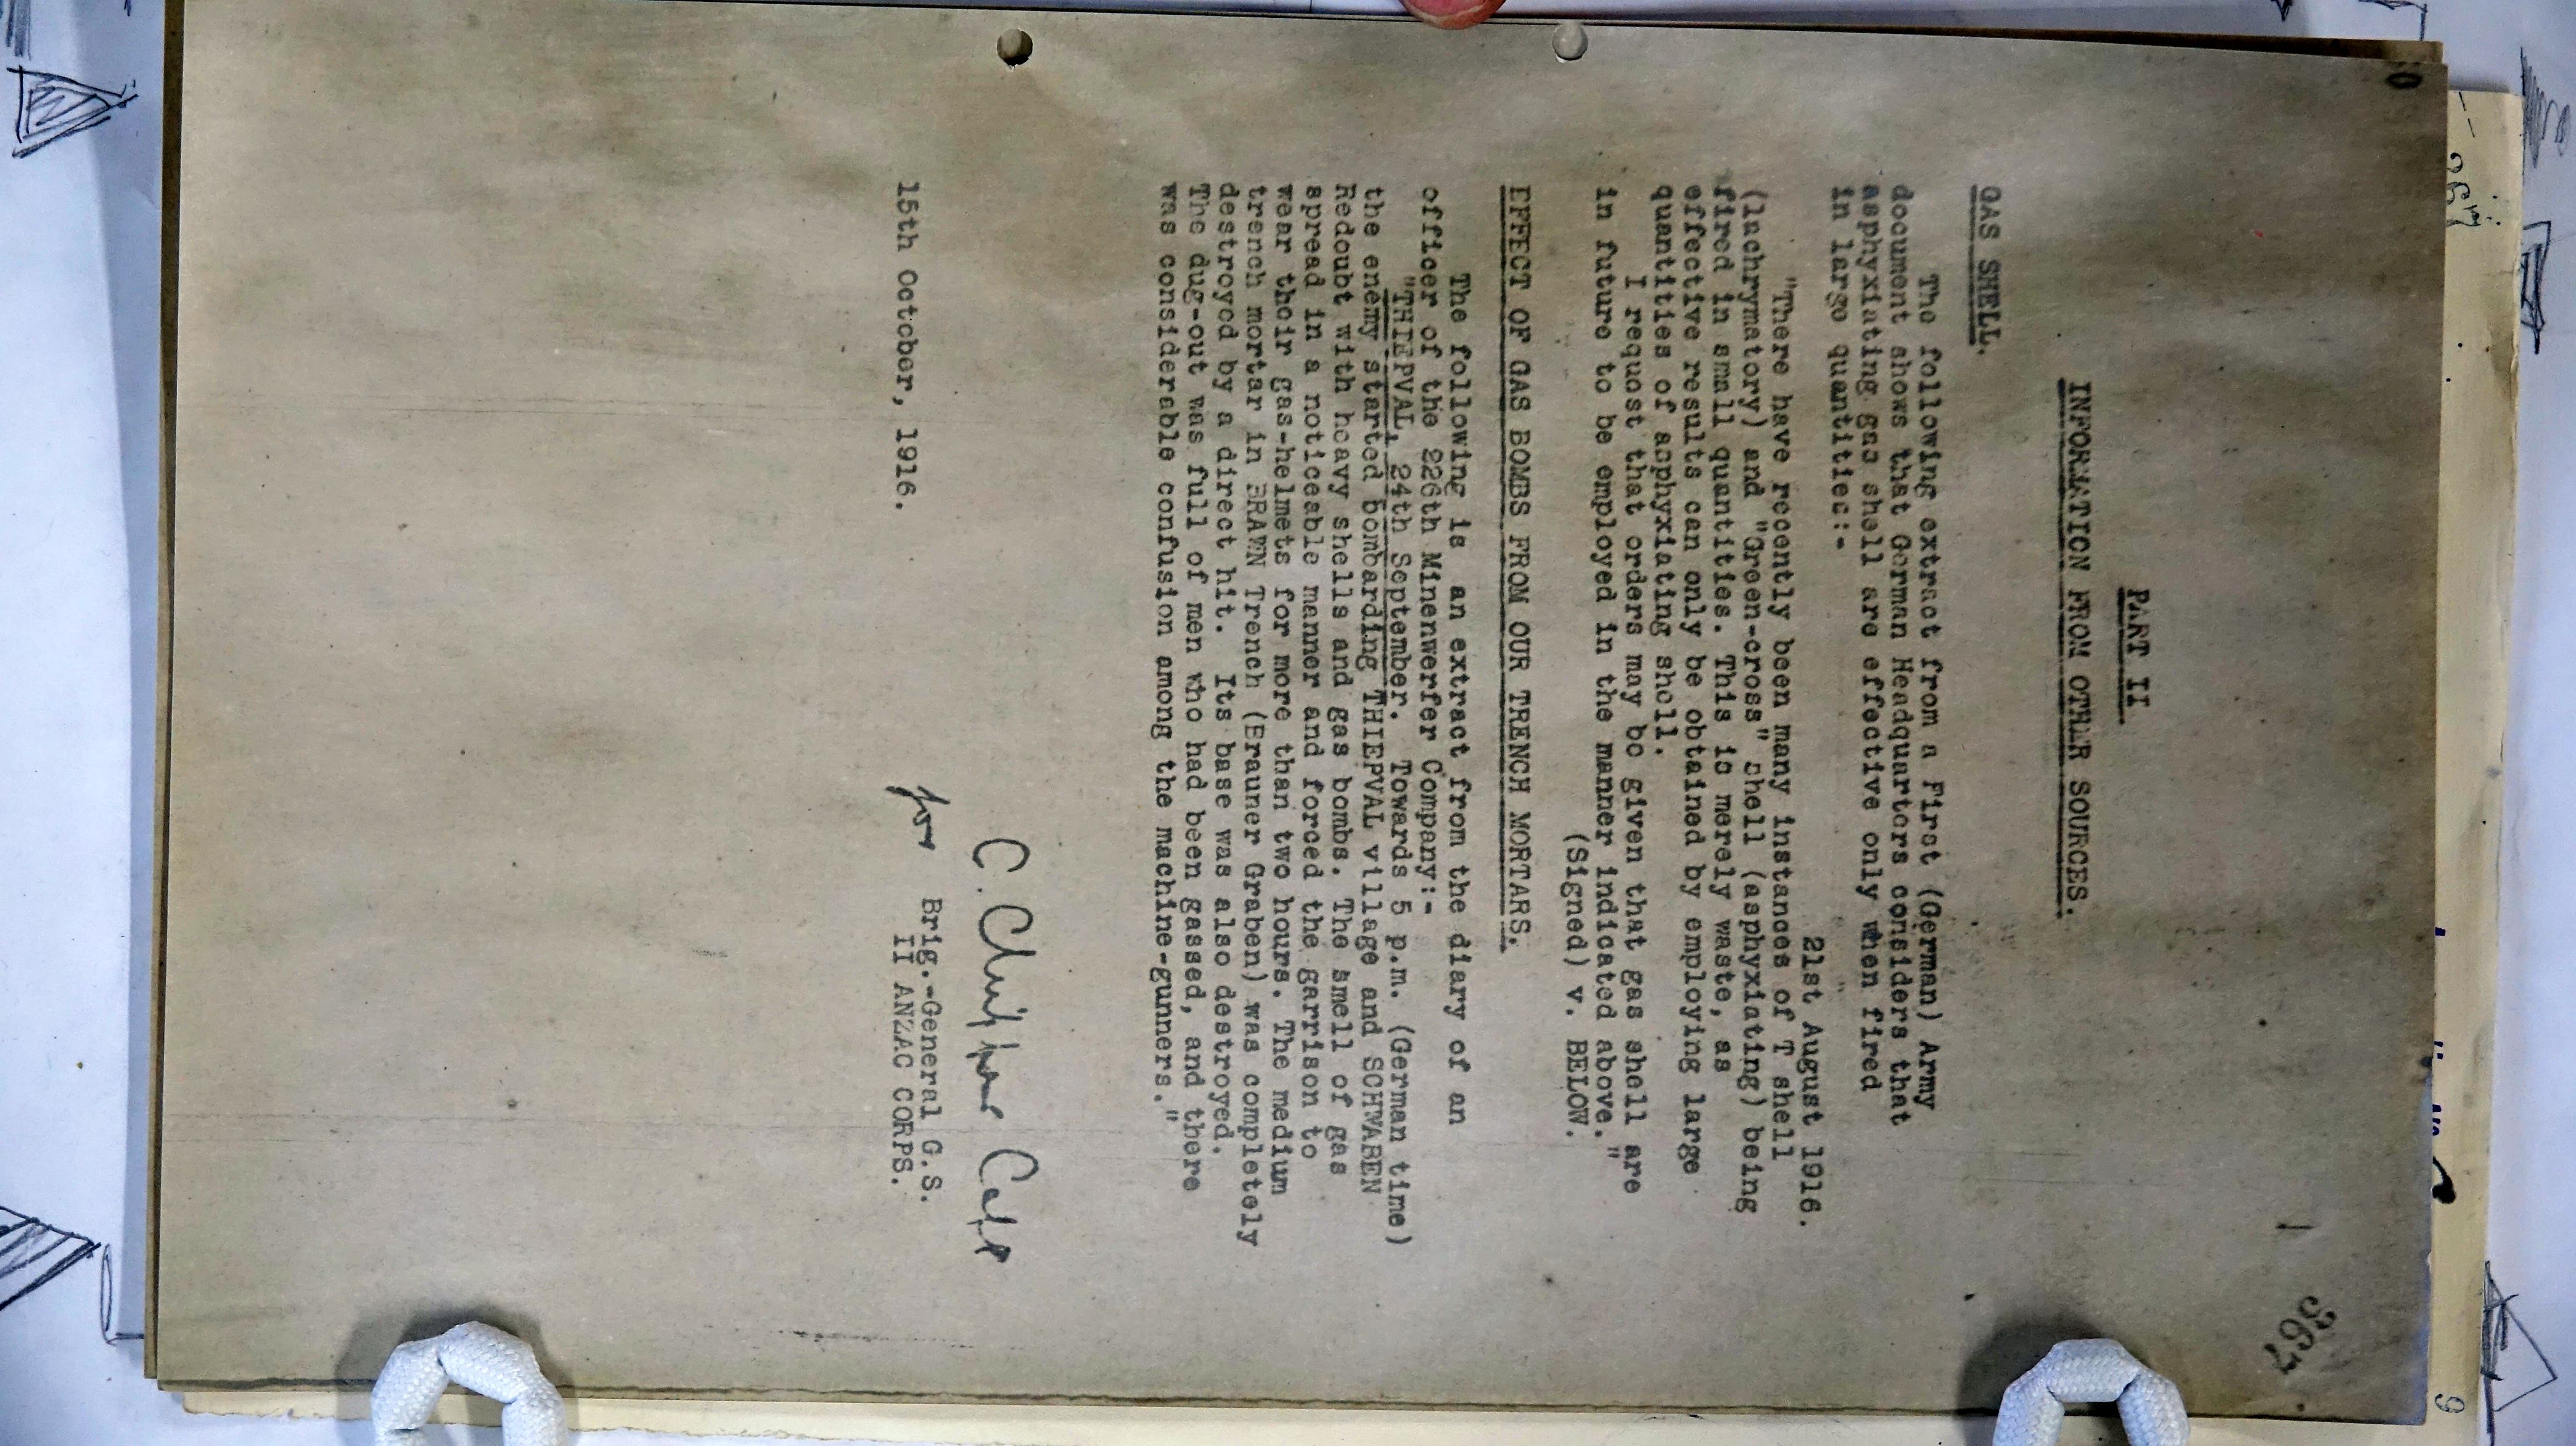 367
PART II.
INFORMATION FROM OTHER SOURCES.
GAS SHELL.
The following extract from a First (German) Army
document shows that German Headquarters considers that
asphyxiating gas shell are effective only when fired
in large quantities:-
21st August 1916.
"There have recently been many instances of T shell
(lachrymatory) and "Green-cross" shell (asphyxiating) being
fired in small quantities. This is merely waste, as
effective results can only be obtained by employing large
quantities of asphyxiating shell.
I request that orders may be given that gas shell are
in future to be employed in the manner indicated above."
(Signed) v. BELOW.
EFFECT OF GAS BOMBS FROM OUR TRENCH MORTARS.
The following is an extract from the diary of an
officer of the 226th Minenwerfer Company:-
"THIEPVAL, 24th September. Towards 5 p.m. (German time)
the enemy started bombarding THIEPVAL village and SCHWABEN
Redoubt with heavy shells and gas bombs. The smell of gas
spread in a noticeable manner and forced the garrison to
wear their gas-helmets for more than two hours. The medium
trench mortar in BRAWN Trench (Brauner Graben) was completely
destroyed by a direct hit. Its base was also destroyed.
The dug-out was full of men who had been gassed, and there
was considerable confusion among the machine-gunners."
for
Brig.-General G.S.
15th October, 1916. II ANZAC CORPS.